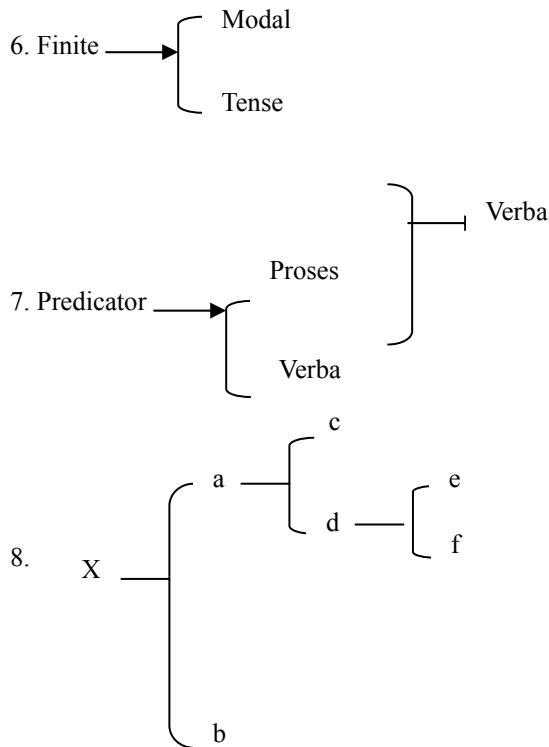 Modal
6. Finite
Tense
Verba
Proses
7. Predicator
Verba
c
a
e
d
f
8. X
b